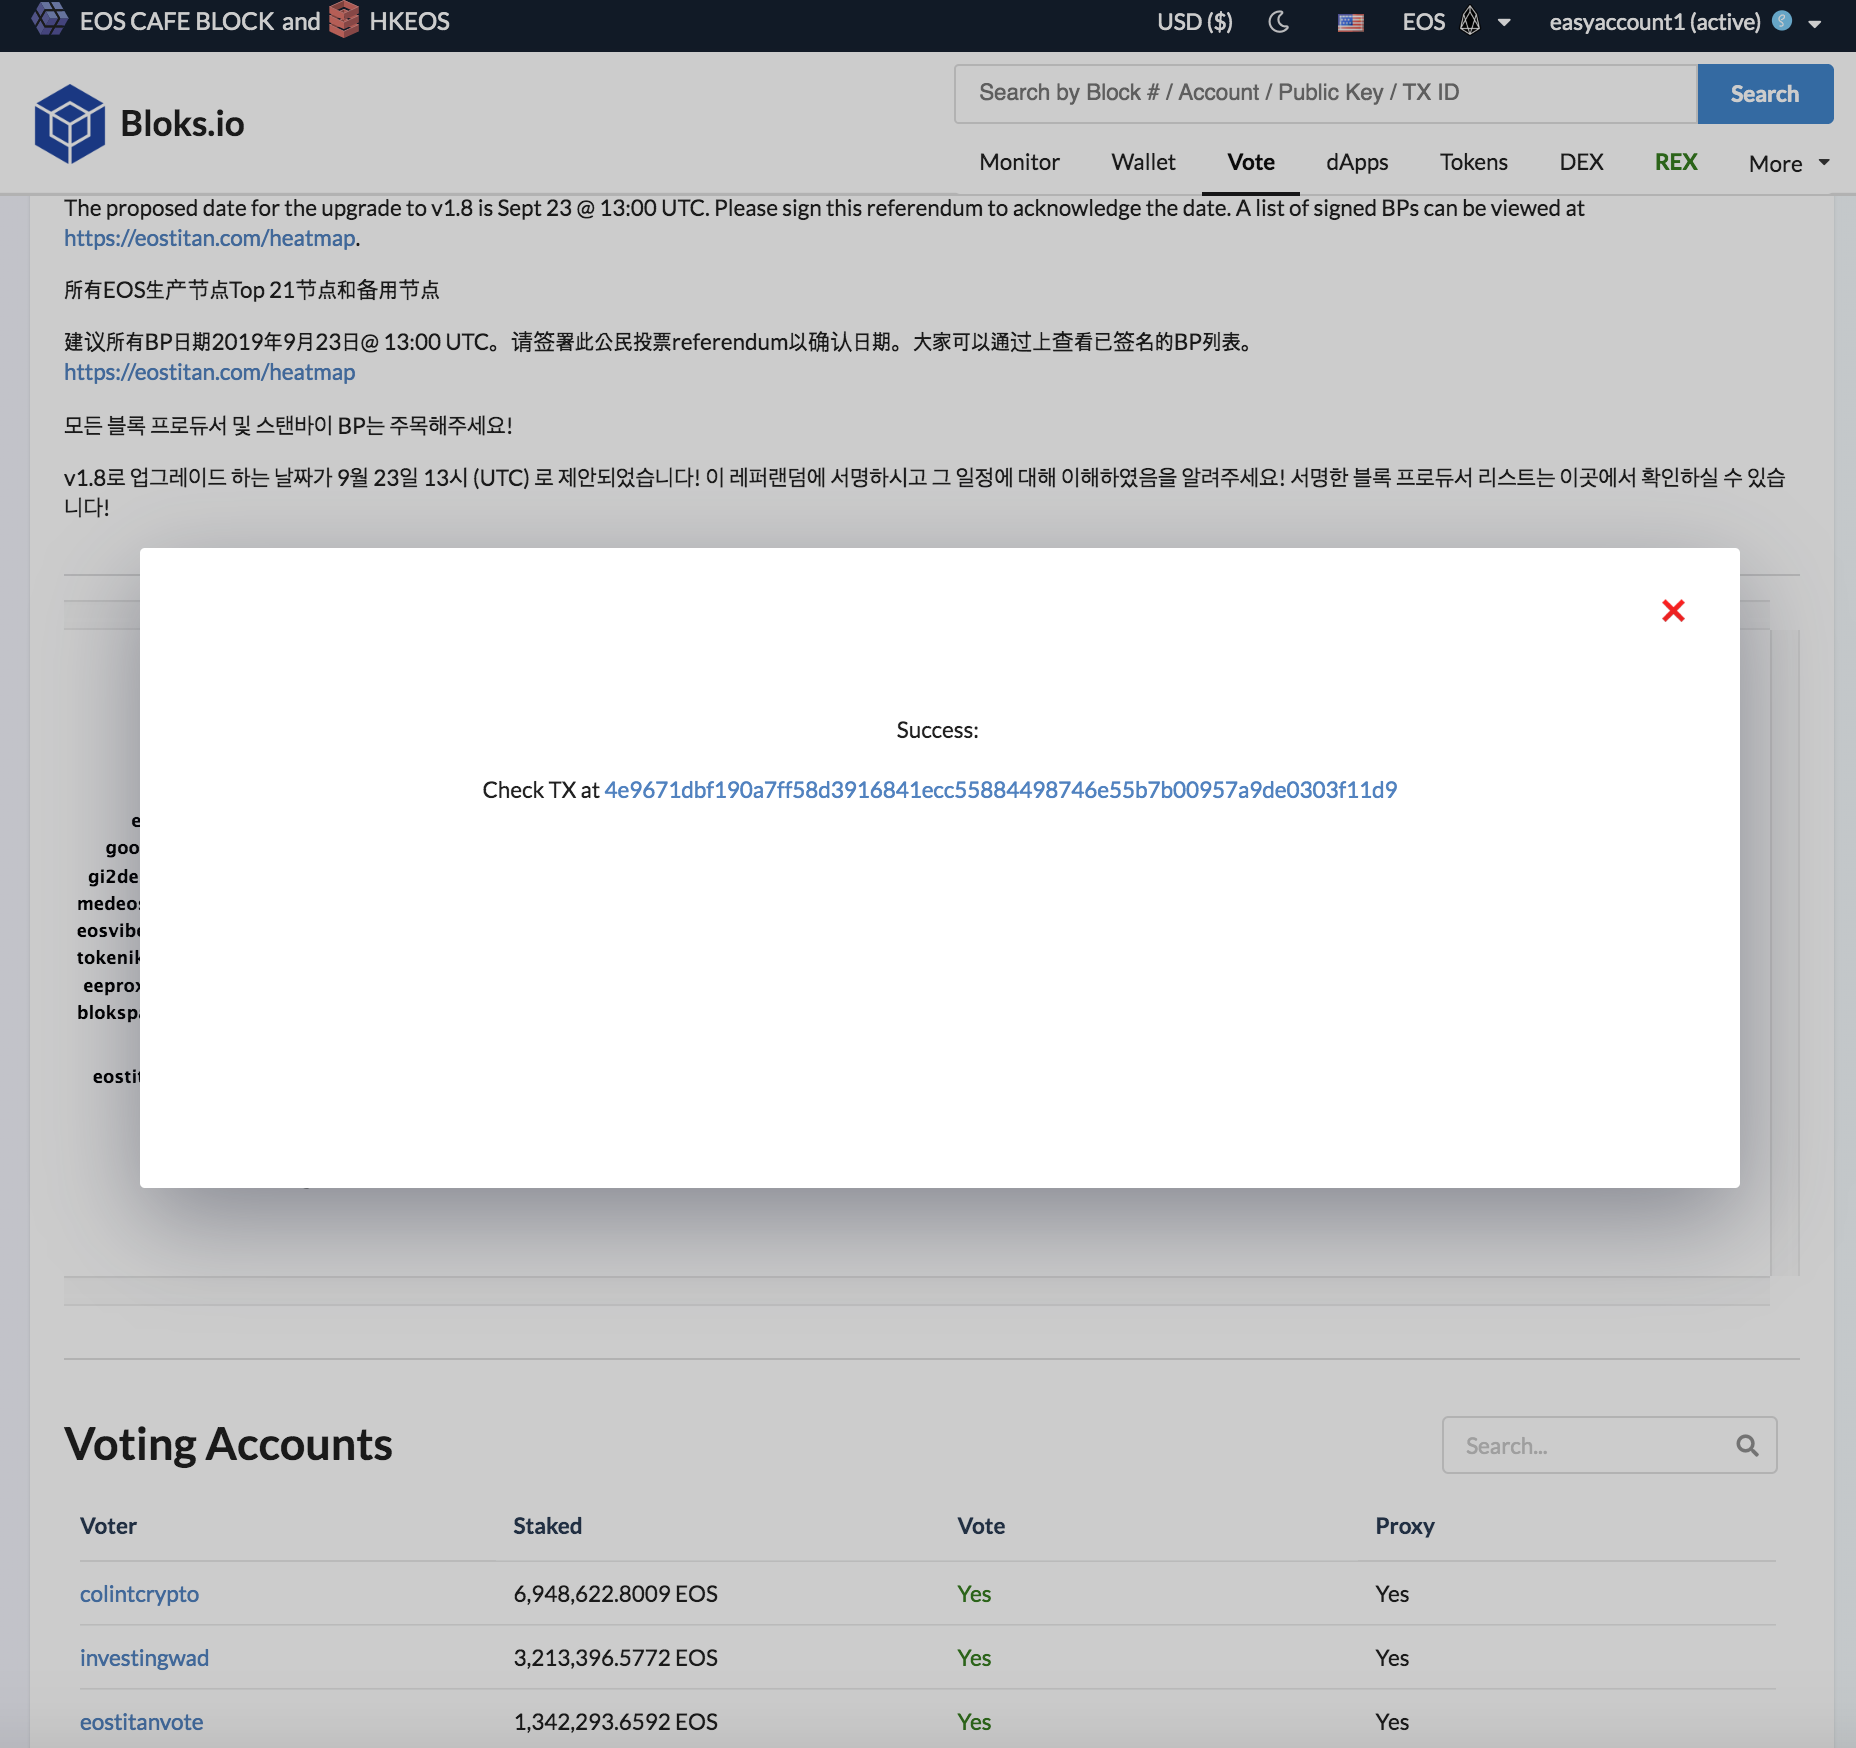 EOS CAFE BLOCK and HKEOS
USD ($) EOS easyaccount1 (active)
Bloks.io
Search by Block # / Account / Public Key / TX ID
Search
Monitor Wallet Vote dApps Tokens DEX REX More
The proposed date for the upgrade to v1.8 is Sept 23 @ 13:00 UTC. Please sign this referendum to acknowledge the date. A list of signed BPs can be viewed at
https://eostitan.com/heatmap.
所有EOS生产节点Top 21节点和备用节点
建议所有BP日期2019年9月23日@ 13:00 UTC。请签署此公民投票referendum以确认日期。大家可以通过上查看已签名的BP列表。
https://eostitan.com/heatmap
모든 블록 프로듀서 및 스탠바이 BP는 주목해주세요!
v1.8로 업그레이드 하는 날짜가 9월 23일 13시 (UTC) 로 제안되었습니다! 이 레퍼랜덤에 서명하시고 그 일정에 대해 이해하였음을 알려주세요! 서명한 블록 프로듀서 리스트는 이곳에서 확인하실 수 있습
니다!
Success:
Check TX at 4e9671dbf190a7ff58d3916841ecc55884498746e55b7b00957a9de0303f11d9
e
goo
gi2de
medeos
eosvibe
tokenik
eeprox
blokspa
eostit
Voting Accounts
Search...
Voter Staked Vote Proxy
colintcrypto 6,948,622.8009 EOS Yes Yes
investingwad 3,213,396.5772 EOS Yes Yes
eostitanvote 1,342,293.6592 EOS Yes Yes